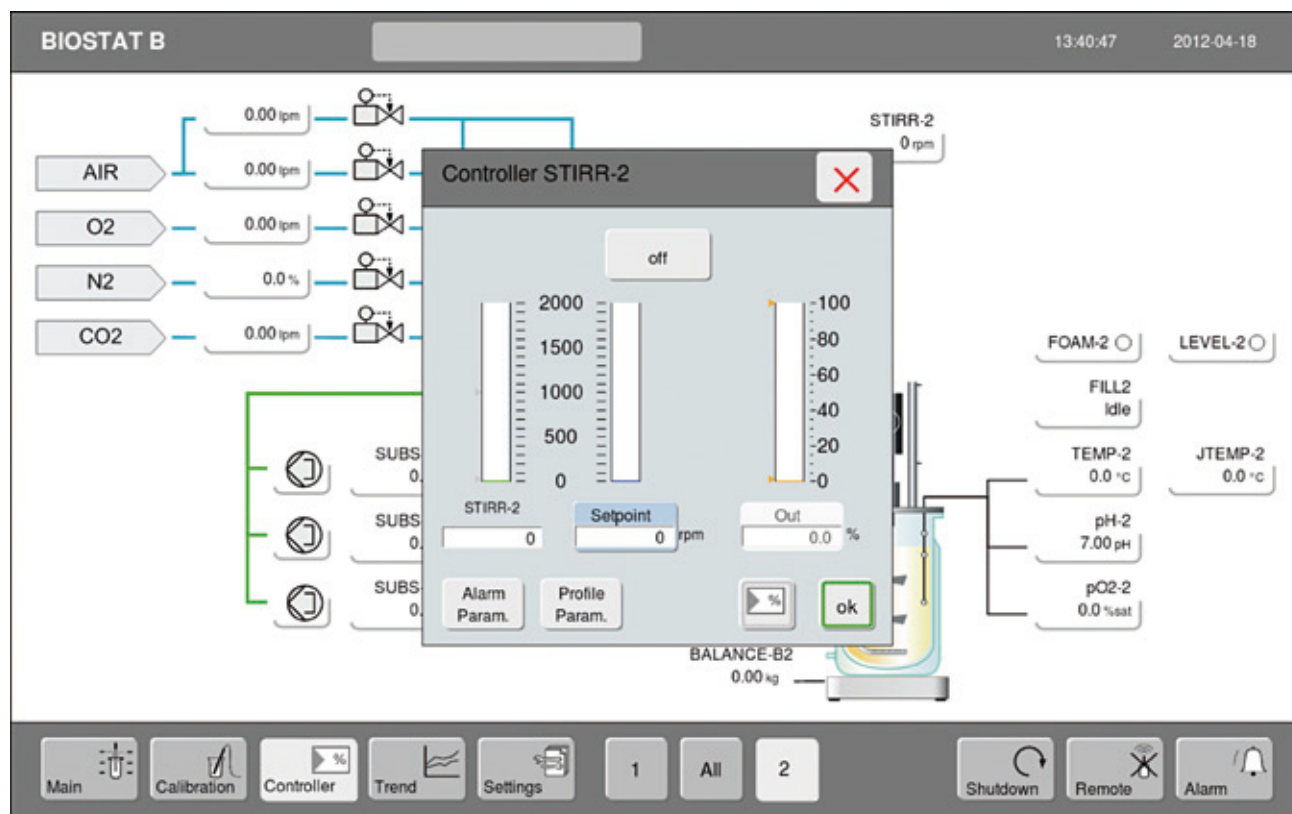 BIOSTAT B
13:40:47 2012-04-18
0.00 lpm
STIRR-2
0 rpm
AIR
0.00 lpm
O2
0.00 lpm
N2
0.0 %
CO2
0.00 lpm
Controller STIRR-2
off
2000
1500
1000
500
0
100
80
60
40
20
0
STIRR-2
0
Setpoint
0 rpm
Out
0.0 %
Alarm
Param.
Profile
Param.
%
ok
SUBS
0.
SUBS
0.
SUBS
0.
FOAM-2
LEVEL-2
FILL2
Idle
TEMP-2
0.0 °C
JTEMP-2
0.0 °C
pH-2
7.00 pH
pO2-2
0.0 %sat
BALANCE-B2
0.00 kg
Main
Calibration
%
Controller
Trend
Settings
1
All
2
Shutdown
Remote
Alarm